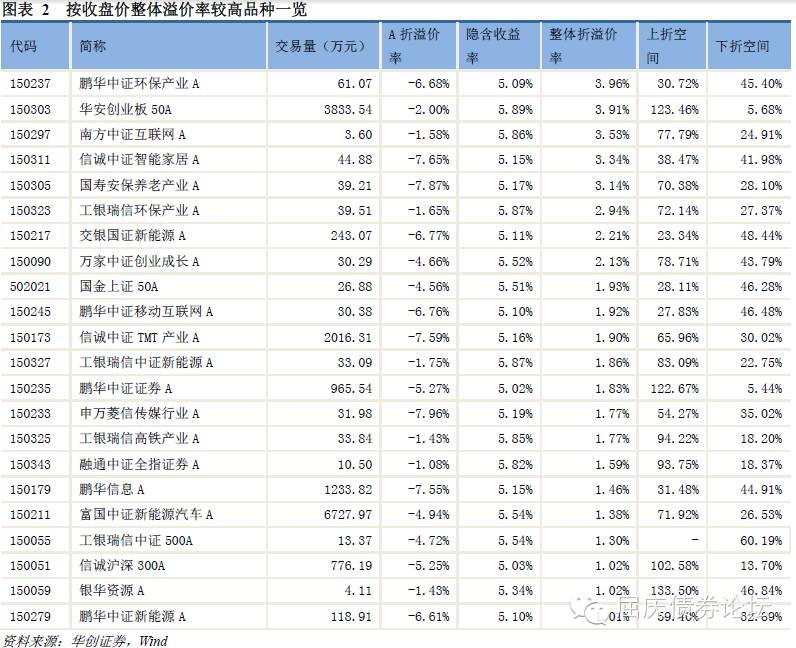 图表 2 按收盘价整体溢价率较高品种一览
代码 简称 交易量（万元） A 折溢价率 隐含收益率 整体折溢价率 上折空间 下折空间
150237 鹏华中证环保产业 A 61.07 -6.68% 5.09% 3.96% 30.72% 45.40%
150303 华安创业板 50A 3833.54 -2.00% 5.89% 3.91% 123.46% 5.68%
150297 南方中证互联网 A 3.60 -1.58% 5.86% 3.53% 77.79% 24.91%
150311 信诚中证智能家居 A 44.88 -7.65% 5.15% 3.34% 38.47% 41.98%
150305 国寿安保养老产业 A 39.21 -7.87% 5.17% 3.14% 70.38% 28.10%
150323 工银瑞信环保产业 A 39.51 -1.65% 5.87% 2.94% 72.14% 27.37%
150217 交银国证新能源 A 243.07 -6.77% 5.11% 2.21% 23.34% 48.44%
150090 万家中证创业成长 A 30.29 -4.66% 5.52% 2.13% 78.71% 43.79%
502021 国金上证 50A 26.88 -4.56% 5.51% 1.93% 28.11% 46.28%
150245 鹏华中证移动互联网 A 30.38 -6.76% 5.10% 1.92% 27.83% 46.48%
150173 信诚中证 TMT 产业 A 2016.31 -7.59% 5.16% 1.90% 65.96% 30.02%
150327 工银瑞信中证新能源 A 33.09 -1.75% 5.87% 1.86% 83.09% 22.75%
150235 鹏华中证证券 A 965.54 -5.27% 5.02% 1.83% 122.67% 5.44%
150233 申万菱信传媒行业 A 31.98 -7.96% 5.19% 1.77% 54.27% 35.02%
150325 工银瑞信高铁产业 A 33.84 -1.43% 5.85% 1.77% 94.22% 18.20%
150343 融通中证全指证券 A 10.50 -1.08% 5.82% 1.59% 93.75% 18.37%
150179 鹏华信息 A 1233.82 -7.55% 5.15% 1.46% 31.48% 44.91%
150211 富国中证新能源汽车 A 6727.97 -4.94% 5.54% 1.38% 71.92% 26.53%
150055 工银瑞信中证 500A 13.37 -4.72% 5.54% 1.30% - 60.19%
150051 信诚沪深 300A 776.19 -5.25% 5.03% 1.02% 102.58% 13.70%
150059 银华资源 A 4.11 -1.43% 5.34% 1.02% 133.50% 46.84%
150279 鹏华中证新能源 A 118.91 -6.61% 5.10%
屈庆债券论坛
资料来源：华创证券，Wind